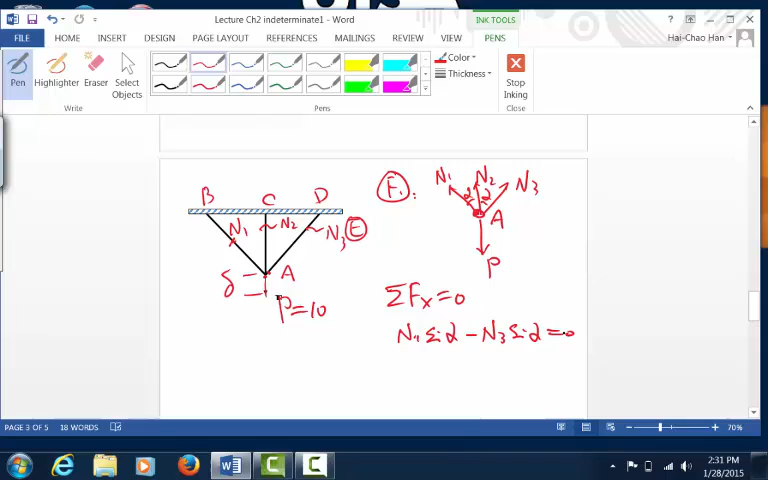 Lecture Ch2 indeterminate1 - Word
INK TOOLS
FILE HOME INSERT DESIGN PAGE LAYOUT REFERENCES MAILINGS REVIEW VIEW PENS
Hai-Chao Han
Pen
Highlighter
Eraser
Select Objects
Color
Thickness
Stop Inking
Write
Pens
Close
B C D
N1 N2 N3 E
δ A
P=10
E.:
N1 N2 N3
α α
A
P
ΣFx=0
N1 sin α - N3 sin α = 0
PAGE 3 OF 5 18 WORDS
70%
2:31 PM
1/28/2015